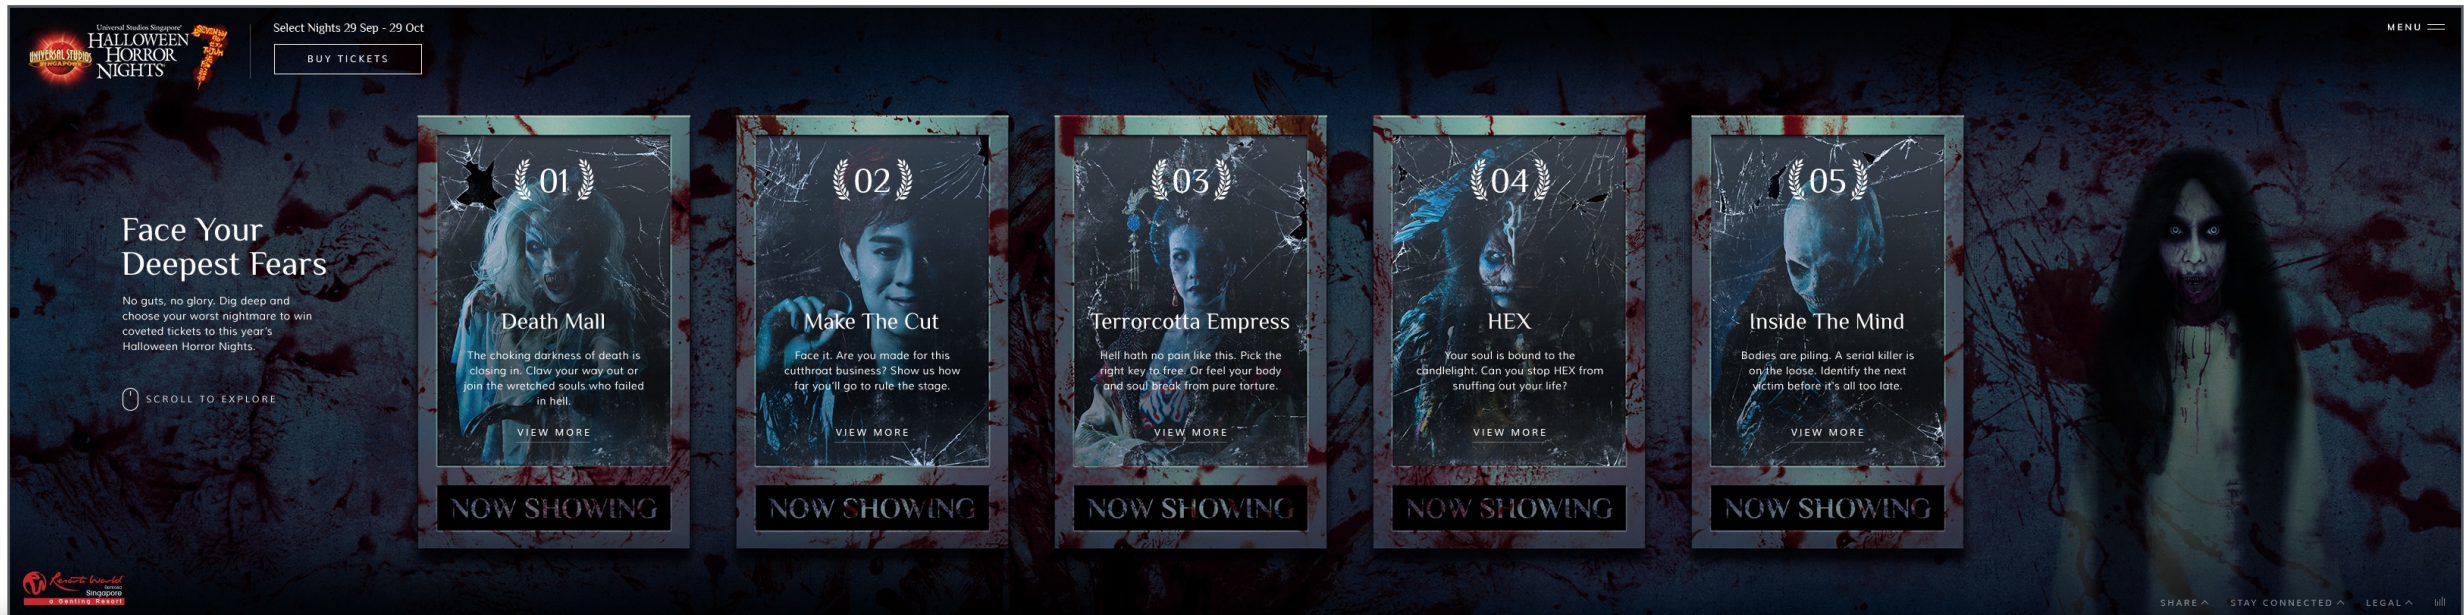 Universal Studios Singapore®
HALLOWEEN
HORROR
NIGHTS®
7
UNIVERSAL STUDIOS
SINGAPORE
Select Nights 29 Sep - 29 Oct
BUY TICKETS
MENU
Face Your
Deepest Fears
No guts, no glory. Dig deep and
choose your worst nightmare to win
coveted tickets to this year's
Halloween Horror Nights.
SCROLL TO EXPLORE
01
Death Mall
The choking darkness of death is
closing in. Claw your way out or
join the wretched souls who failed
in hell.
VIEW MORE
NOW SHOWING
02
Make The Cut
Face it. Are you made for this
cutthroat business? Show us how
far you'll go to rule the stage.
VIEW MORE
NOW SHOWING
03
Terrorcotta Empress
Hell hath no pain like this. Pick the
right key to free. Or feel your body
and soul break from pure torture.
VIEW MORE
NOW SHOWING
04
HEX
Your soul is bound to the
candlelight. Can you stop HEX from
snuffing out your life?
VIEW MORE
NOW SHOWING
05
Inside The Mind
Bodies are piling. A serial killer is
on the loose. Identify the next
victim before it's all too late.
VIEW MORE
NOW SHOWING
Resorts World
Sentosa
Singapore
a Genting Resort
SHARE
STAY CONNECTED
LEGAL